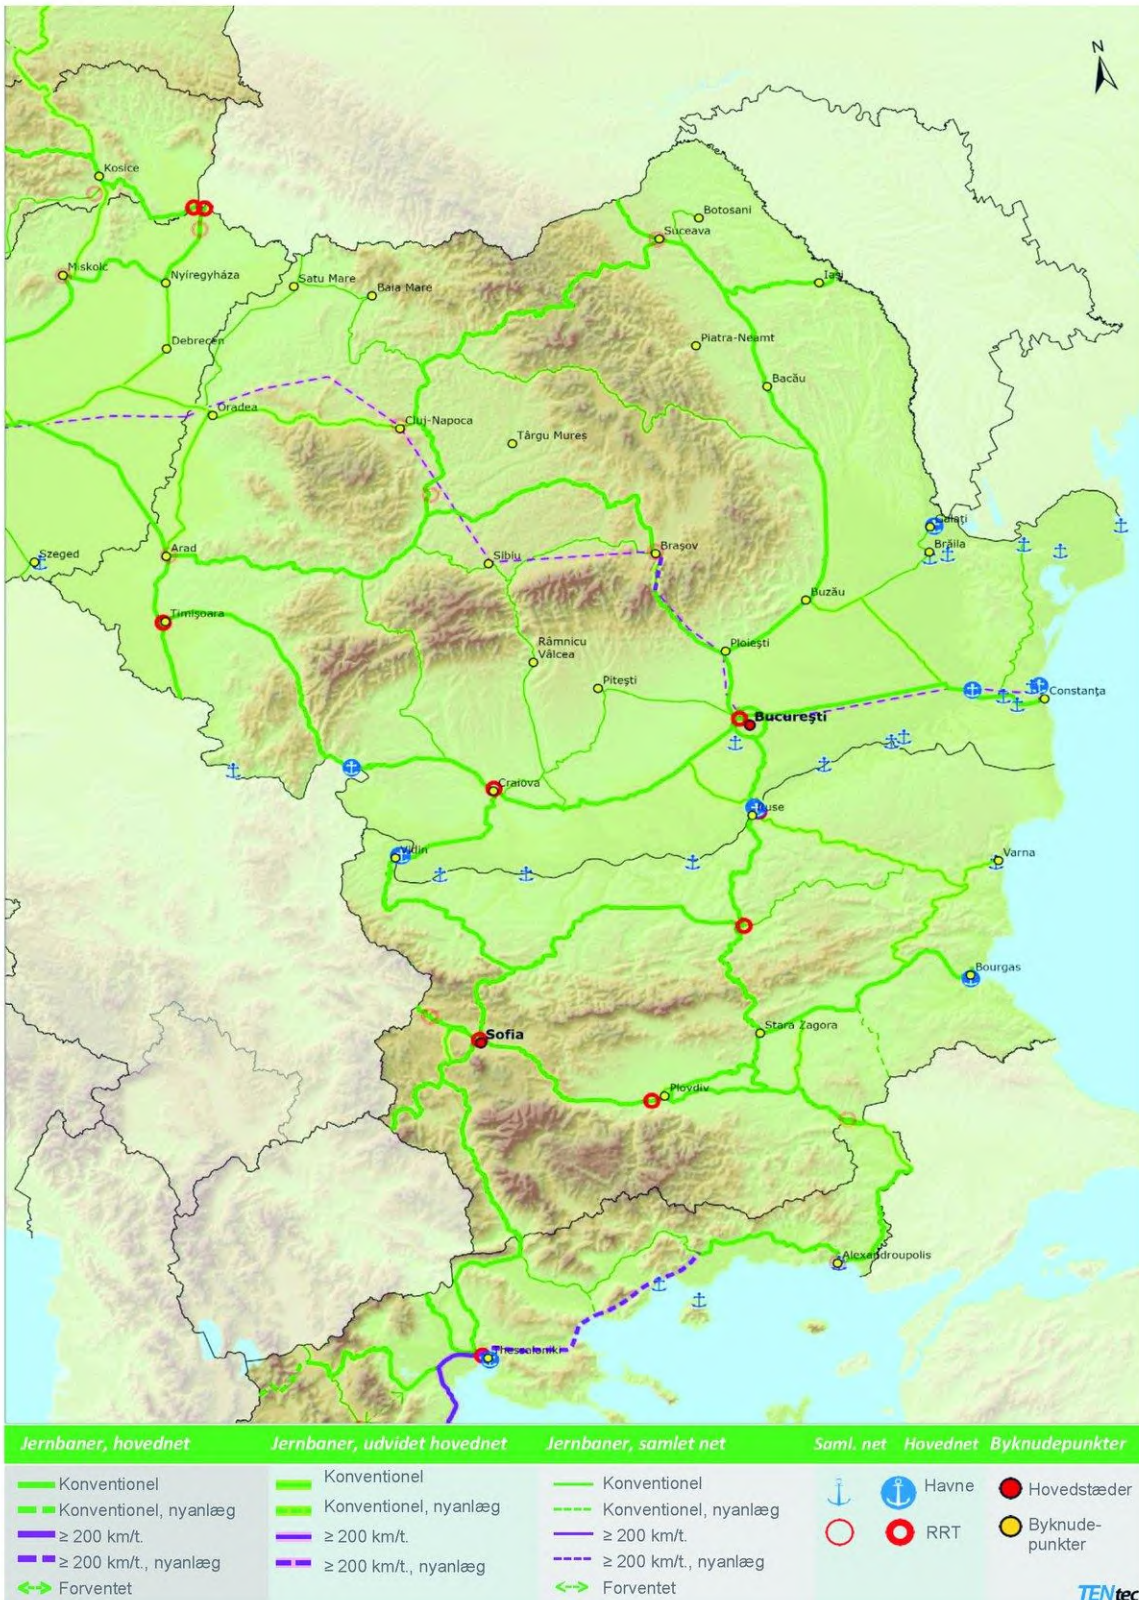 N
Kosice
Botosani
Suceava
Miskolc
Nyíregyháza
Satu Mare
Baia Mare
Iași
Debrecen
Piatra-Neamt
Bacău
Oradea
Cluj-Napoca
Târgu Mureș
Galați
Szeged
Arad
Sibiu
Brașov
Brăila
Timișoara
Buzău
Râmnicu
Vâlcea
Ploiești
Pitești
București
Constanța
Craiova
Ruse
Vidin
Varna
Bourgas
Sofia
Stara Zagora
Plovdiv
Alexandroupolis
Thessaloniki
Jernbaner, hovednet Jernbaner, udvidet hovednet Jernbaner, samlet net Saml. net Hovednet Byknudepunkter
Konventionel
Konventionel, nyanlæg
≥ 200 km/t.
≥ 200 km/t., nyanlæg
Forventet
Konventionel
Konventionel, nyanlæg
≥ 200 km/t.
≥ 200 km/t., nyanlæg
Konventionel
Konventionel, nyanlæg
≥ 200 km/t.
≥ 200 km/t., nyanlæg
Forventet
Havne
RRT
Hovedstæder
Byknude-
punkter
TENtec